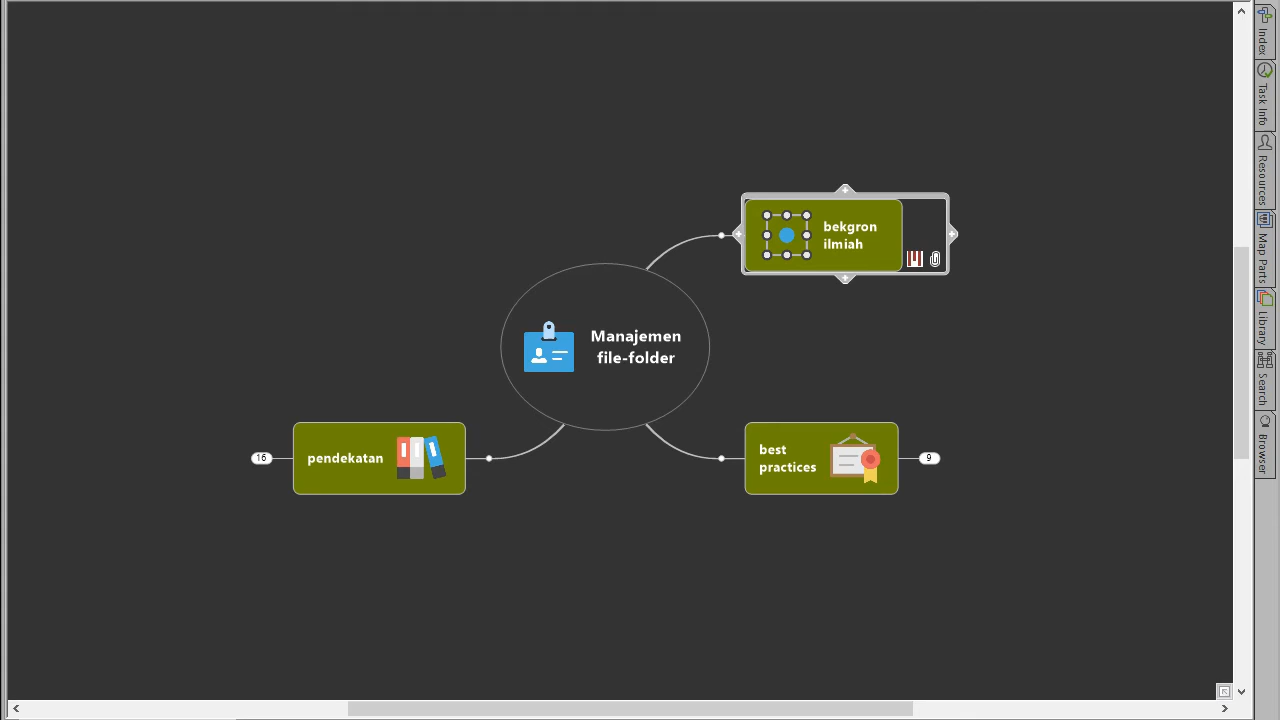 bekgron
ilmiah
Manajemen
file-folder
16
pendekatan
best
practices
9
Index
Task Info
Resources
Map Parts
Library
Search
Browser